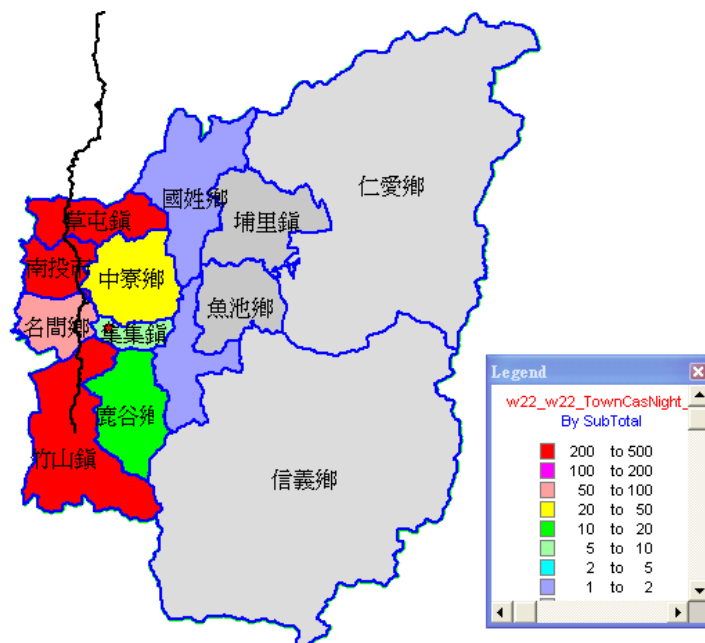 仁愛鄉
國姓鄉
埔里鎮
草屯鎮
南投市
中寮鄉
魚池鄉
名間鄉
集集鎮
鹿谷鄉
竹山鎮
信義鄉
Legend
w22_w22_TownCasNight_
By SubTotal
200 to 500
100 to 200
50 to 100
20 to 50
10 to 20
5 to 10
2 to 5
1 to 2